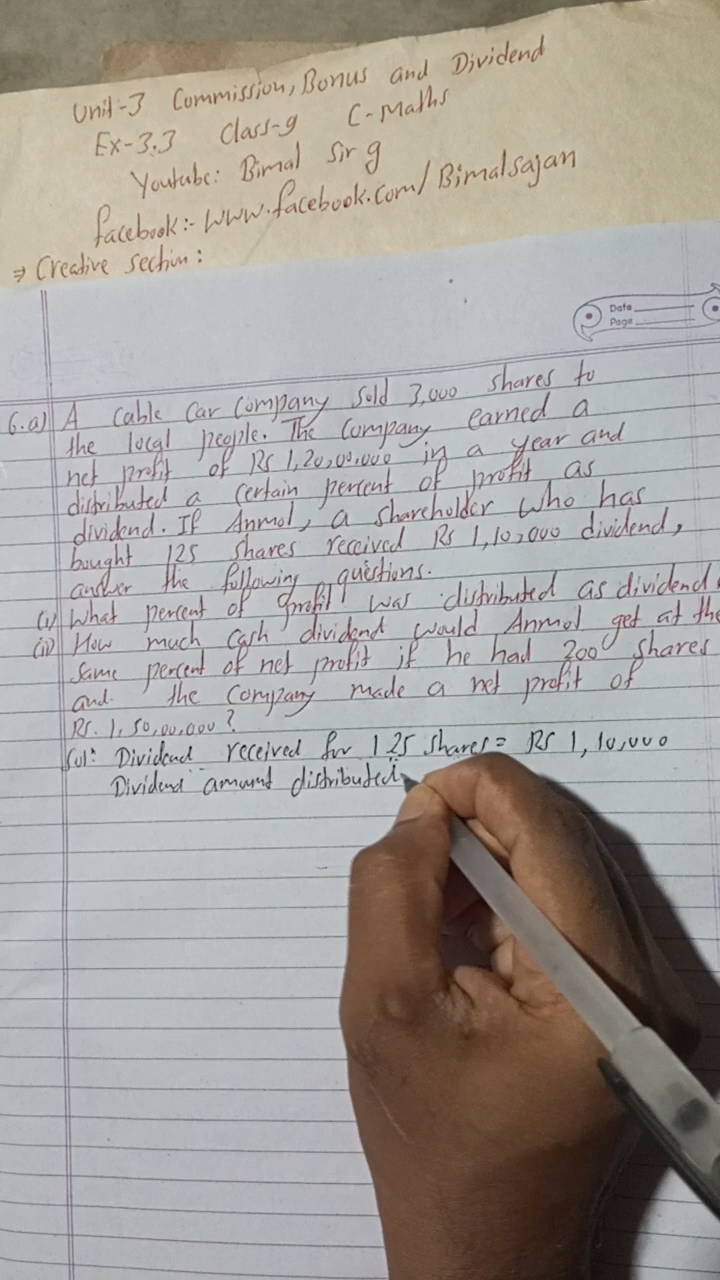 Unit-3 Commission, Bonus and Dividend
Ex-3.3 Class-9 C-Maths
Youtube: Bimal Sir g
facebook:- www.facebook.com/Bimalsajan
⇒ Creative section:
Date
Page
6.a) A Cable Car Company sold 3,000 shares to
the local people. The Company earned a
net profit of Rs 1,20,00,000 in a year and
distributed a certain percent of profit as
dividend. If Anmol, a shareholder who has
bought 125 shares received Rs 1,10,000 dividend,
answer the following questions.
(i) What percent of profit was distributed as dividend
(ii) How much cash dividend would Anmol get at the
same percent of net profit if he had 200 shares
and the Company made a net profit of
Rs. 1,50,00,000?
Solⁿ: Dividend received for 125 shares = Rs 1,10,000
Dividend amount distributed